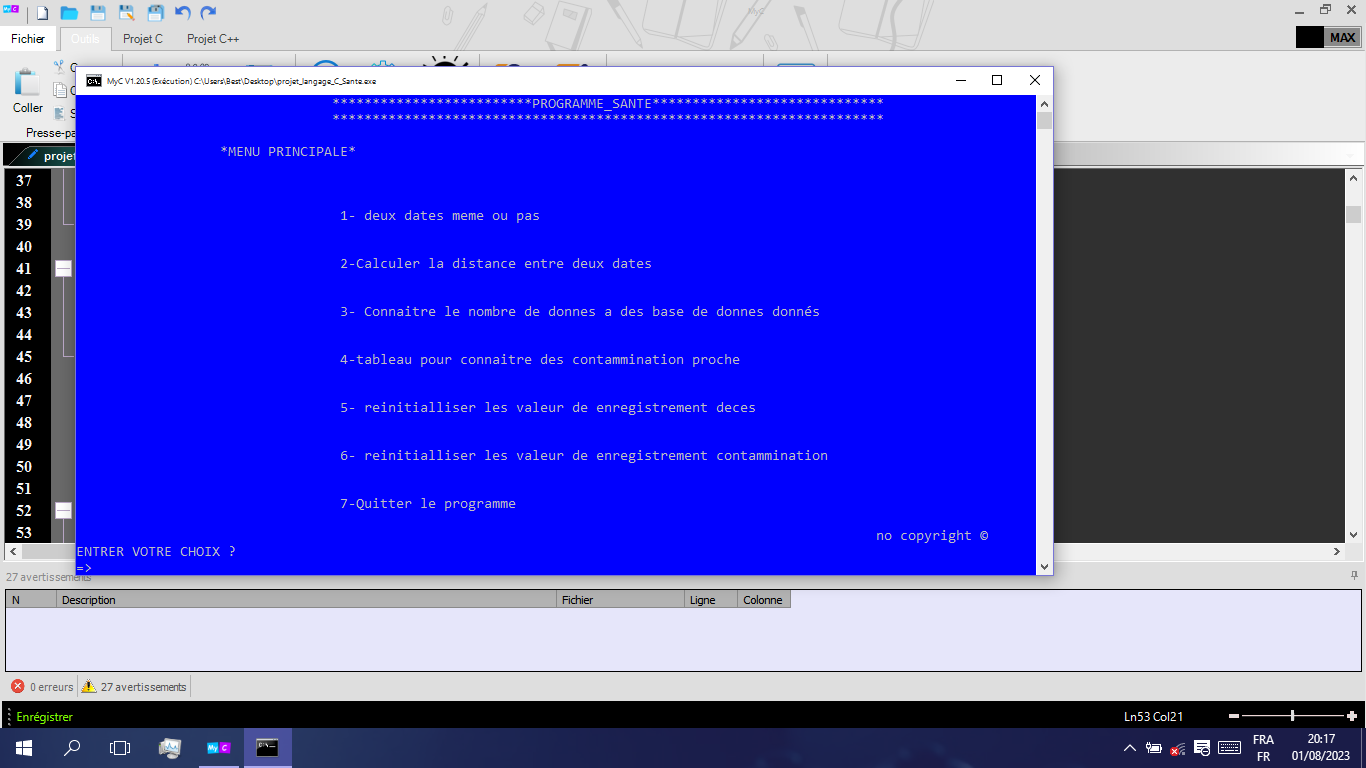 MyC
MyC
Fichier
Outils
Projet C
Projet C++
MAX
Coller
Presse-pa
MyC V1.20.5 (Exécution) C:\Users\Best\Desktop\projet_langage_C_Sante.exe
*************************PROGRAMME_SANTE*****************************
*********************************************************************
*MENU PRINCIPALE*
1- deux dates meme ou pas
2-Calculer la distance entre deux dates
3- Connaitre le nombre de donnes a des base de donnes donnés
4-tableau pour connaitre des contammination proche
5- reinitialliser les valeur de enregistrement deces
6- reinitialliser les valeur de enregistrement contammination
7-Quitter le programme
no copyright ©
ENTRER VOTRE CHOIX ?
=>
projet
37
38
39
40
41
42
43
44
45
46
47
48
49
50
51
52
53
27 avertissements
N Description Fichier Ligne Colonne
0 erreurs 27 avertissements
Enrégistrer
Ln53 Col21
MyC
FRA
FR
20:17
01/08/2023